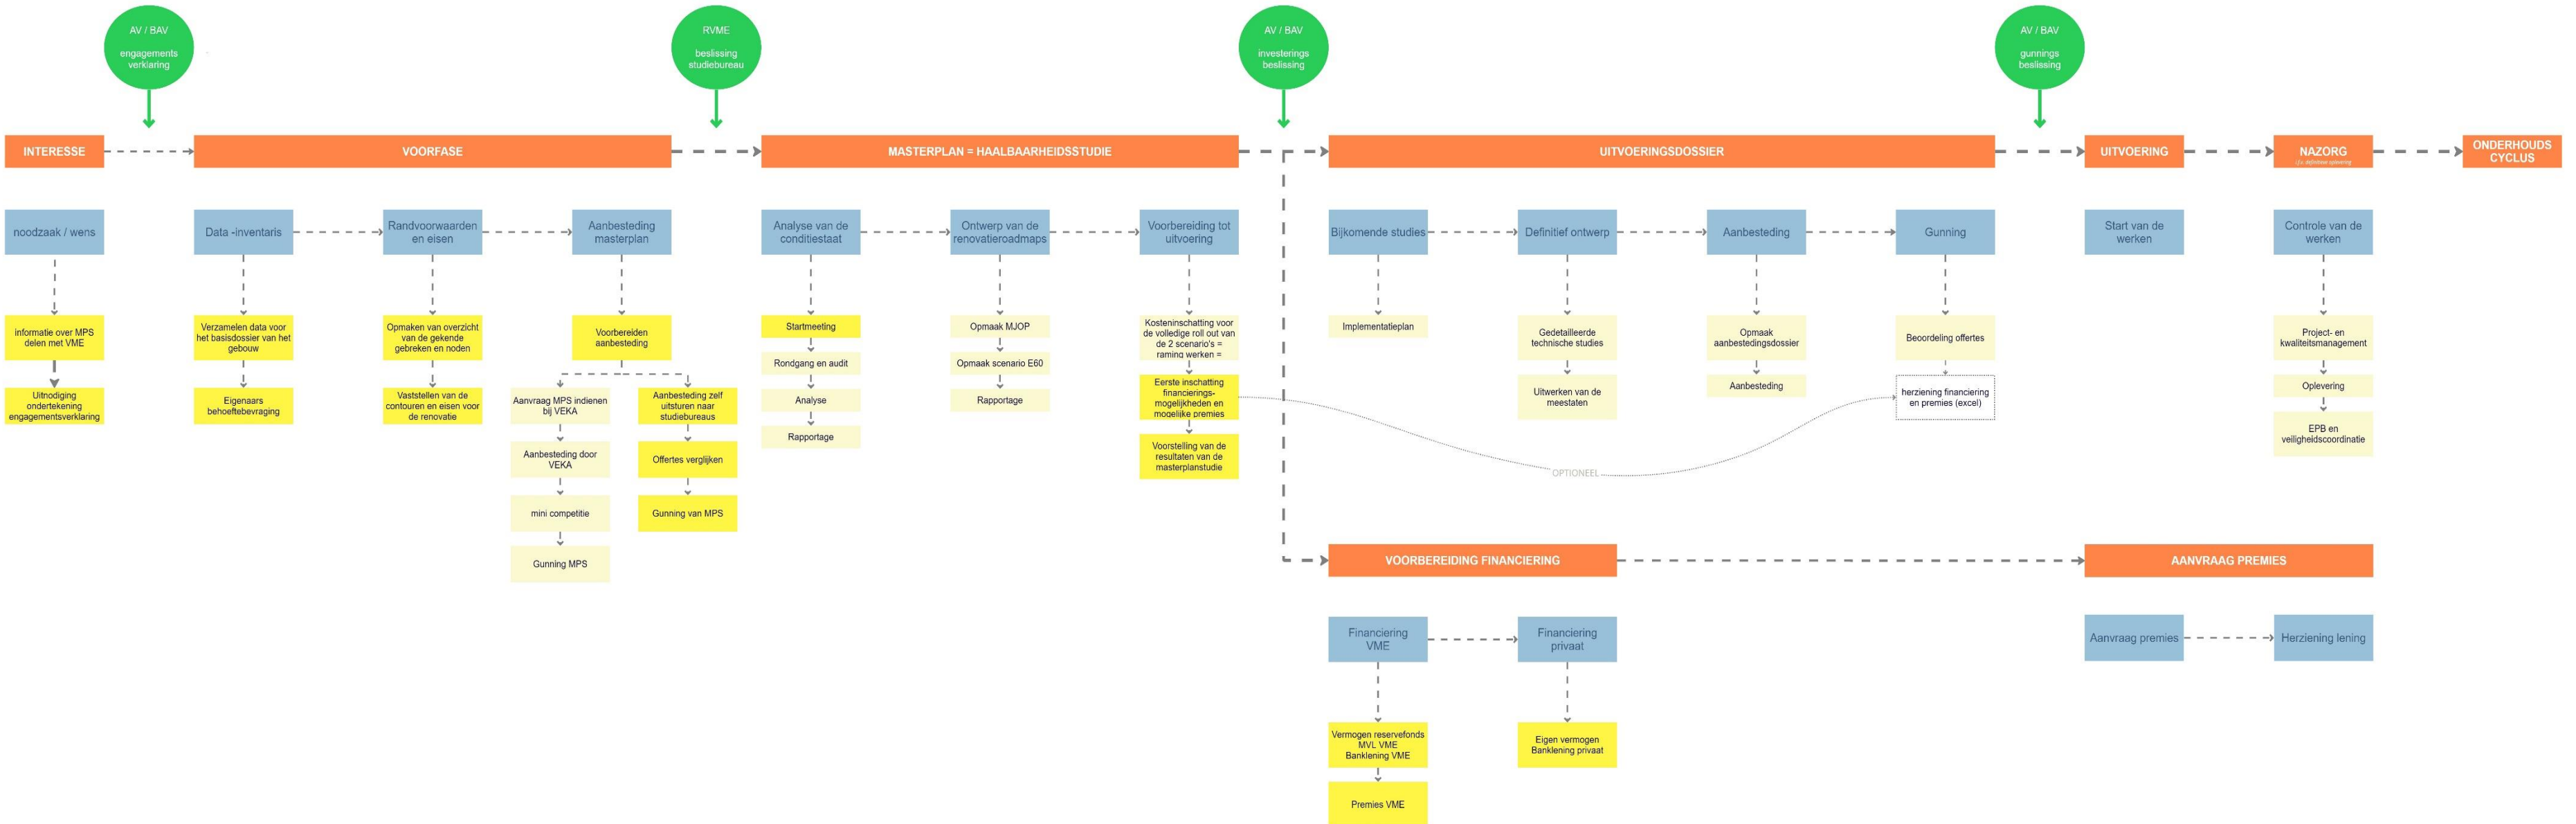 AV / BAV
engagements
verklaring
RVME
beslissing
studiebureau
AV / BAV
investerings
beslissing
AV / BAV
gunnings
beslissing
INTERESSE
VOORFASE
MASTERPLAN = HAALBAARHEIDSSTUDIE
UITVOERINGSDOSSIER
UITVOERING
NAZORG
i.f.v. definitieve oplevering
ONDERHOUDS
CYCLUS
noodzaak / wens
Data -inventaris
Randvoorwaarden
en eisen
Aanbesteding
masterplan
Analyse van de
conditiestaat
Ontwerp van de
renovatieroadmaps
Voorbereiding tot
uitvoering
Bijkomende studies
Definitief ontwerp
Aanbesteding
Gunning
Start van de
werken
Controle van de
werken
informatie over MPS
delen met VME
Uitnodiging
ondertekening
engagementsverklaring
Verzamelen data voor
het basisdossier van het
gebouw
Eigenaars
behoeftebevraging
Opmaken van overzicht
van de gekende
gebreken en noden
Vaststellen van de
contouren en eisen voor
de renovatie
Voorbereiden
aanbesteding
Aanvraag MPS indienen
bij VEKA
Aanbesteding door
VEKA
mini competitie
Gunning MPS
Aanbesteding zelf
uitsturen naar
studiebureaus
Offertes verglijken
Gunning van MPS
Startmeeting
Rondgang en audit
Analyse
Rapportage
Opmaak MJOP
Opmaak scenario E60
Rapportage
Kosteninschatting voor
de volledige roll out van
de 2 scenario's =
raming werken =
Eerste inschatting
financierings-
mogelijkheden en
mogelijke premies
Voorstelling van de
resultaten van de
masterplanstudie
Implementatieplan
Gedetailleerde
technische studies
Uitwerken van de
meestaten
Opmaak
aanbestedingsdossier
Aanbesteding
Beoordeling offertes
herziening financiering
en premies (excel)
OPTIONEEL
Project- en
kwaliteitsmanagement
Oplevering
EPB en
veiligheidscoordinatie
VOORBEREIDING FINANCIERING
AANVRAAG PREMIES
Financiering
VME
Financiering
privaat
Aanvraag premies
Herziening lening
Vermogen reservefonds
MVL VME
Banklening VME
Premies VME
Eigen vermogen
Banklening privaat